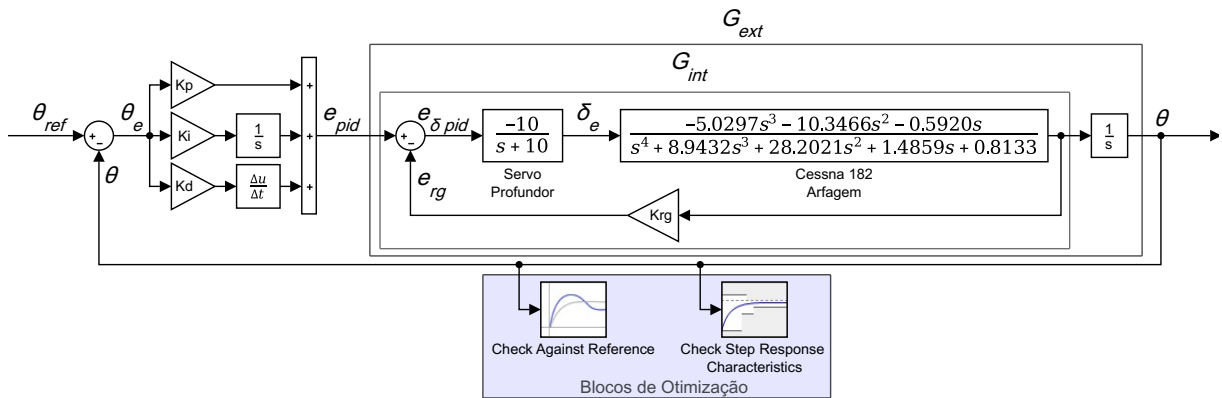 G_ext
G_int
θ_ref
+
−
θ_e
θ
Kp
Ki
Kd
1
s
Δu
Δt
+
+
+
e_pid
+
−
e_δ pid
e_rg
−10
s + 10
Servo
Profundor
δ_e
−5.0297s³ − 10.3466s² − 0.5920s
s⁴ + 8.9432s³ + 28.2021s² + 1.4859s + 0.8133
Cessna 182
Arfagem
Krg
1
s
θ
Check Against Reference
Check Step Response
Characteristics
Blocos de Otimização